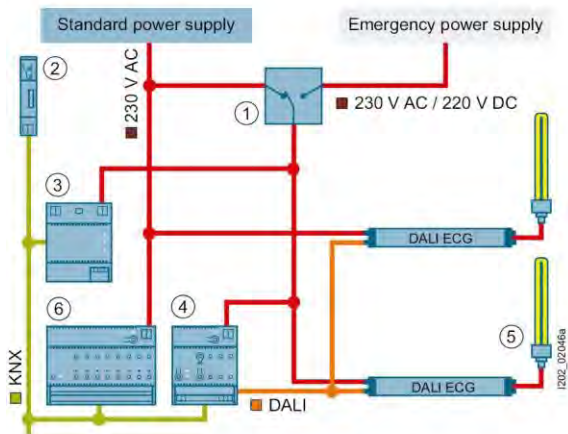 Standard power supply
Emergency power supply
②
①
230 V AC
230 V AC / 220 V DC
③
DALI ECG
⑥
④
⑤
KNX
DALI
DALI ECG
I202_02046a